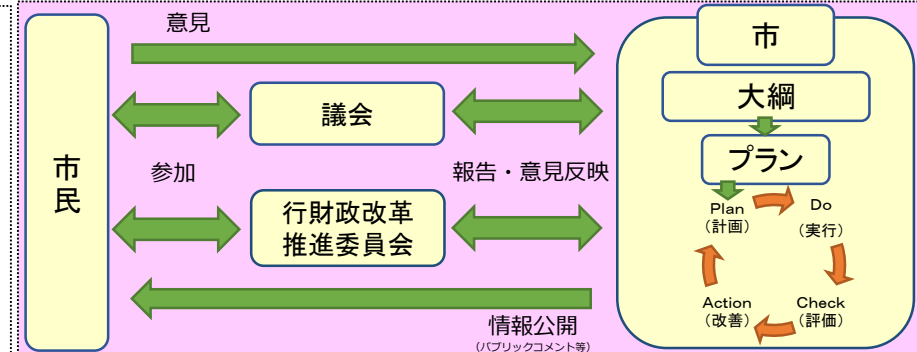 意見
市
大綱
議会
プラン
市民
参加
報告・意見反映
行財政改革
推進委員会
Plan
(計画)
Do
(実行)
Action
(改善)
Check
(評価)
情報公開
(パブリックコメント等)